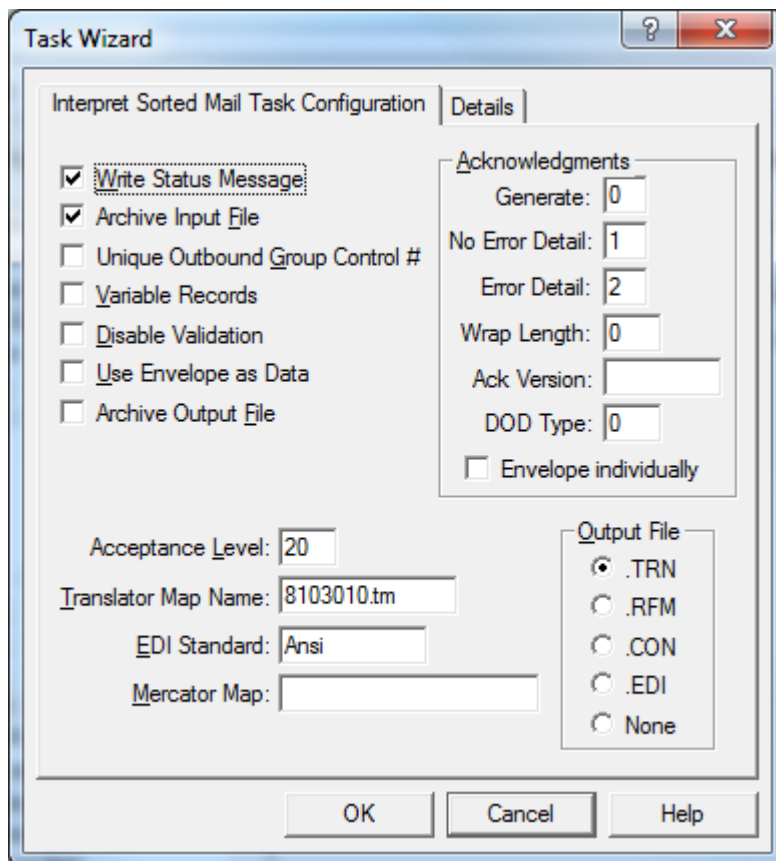 Task Wizard
?
X
Interpret Sorted Mail Task Configuration
Details
Write Status Message
Archive Input File
Unique Outbound Group Control #
Variable Records
Disable Validation
Use Envelope as Data
Archive Output File
Acknowledgments
Generate: 0
No Error Detail: 1
Error Detail: 2
Wrap Length: 0
Ack Version:
DOD Type: 0
Envelope individually
Acceptance Level: 20
Translator Map Name: 8103010.tm
EDI Standard: Ansi
Mercator Map:
Output File
.TRN
.RFM
.CON
.EDI
None
OK
Cancel
Help